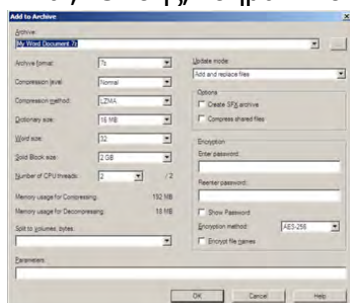 Add to Archive
Archive:
My Word Document.7z
...
Archive format:
7z
Update mode:
Add and replace files
Compression level:
Normal
Options
Compression method:
LZMA
Create SFX archive
Dictionary size:
16 MB
Compress shared files
Word size:
32
Encryption
Enter password:
Solid Block size:
2 GB
Number of CPU threads:
2
/ 2
Reenter password:
Memory usage for Compressing:
192 MB
Memory usage for Decompressing:
18 MB
Show Password
Split to volumes, bytes:
Encryption method:
AES-256
Encrypt file names
Parameters:
OK
Cancel
Help